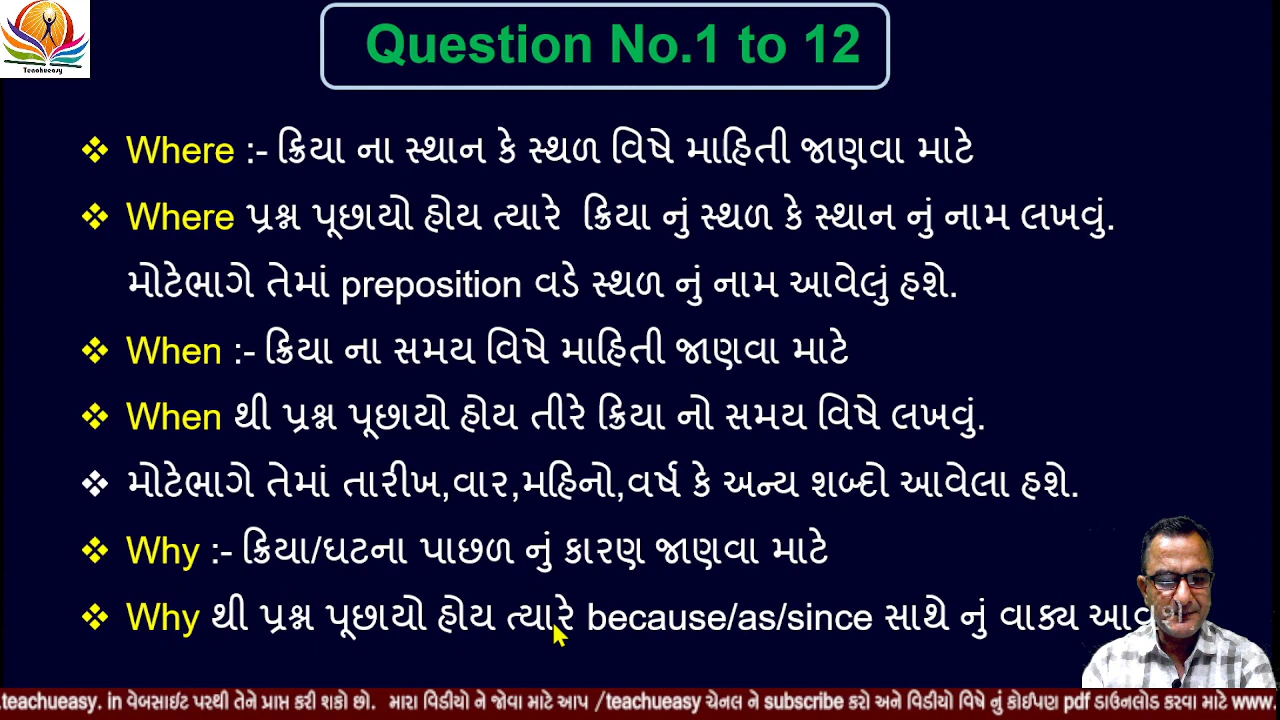 Teachueasy
Question No.1 to 12
❖ Where :- ક્રિયા ના સ્થાન કે સ્થળ વિષે માહિતી જાણવા માટે
❖ Where પ્રશ્ન પૂછાયો હોય ત્યારે ક્રિયા નું સ્થળ કે સ્થાન નું નામ લખવું.
મોટેભાગે તેમાં preposition વડે સ્થળ નું નામ આવેલું હશે.
❖ When :- ક્રિયા ના સમય વિષે માહિતી જાણવા માટે
❖ When થી પ્રશ્ન પૂછાયો હોય તીરે ક્રિયા નો સમય વિષે લખવું.
❖ મોટેભાગે તેમાં તારીખ,વાર,મહિનો,વર્ષ કે અન્ય શબ્દો આવેલા હશે.
❖ Why :- ક્રિયા/ઘટના પાછળ નું કારણ જાણવા માટે
❖ Why થી પ્રશ્ન પૂછાયો હોય ત્યારે because/as/since સાથે નું વાક્ય આવશે.
.teachueasy. in વેબસાઈટ પરથી તેને પ્રાપ્ત કરી શકો છો. મારા વિડીયો ને જોવા માટે આપ /teachueasy ચેનલ ને subscribe કરો અને વિડીયો વિષે નું કોઈપણ pdf ડાઉનલોડ કરવા માટે www.